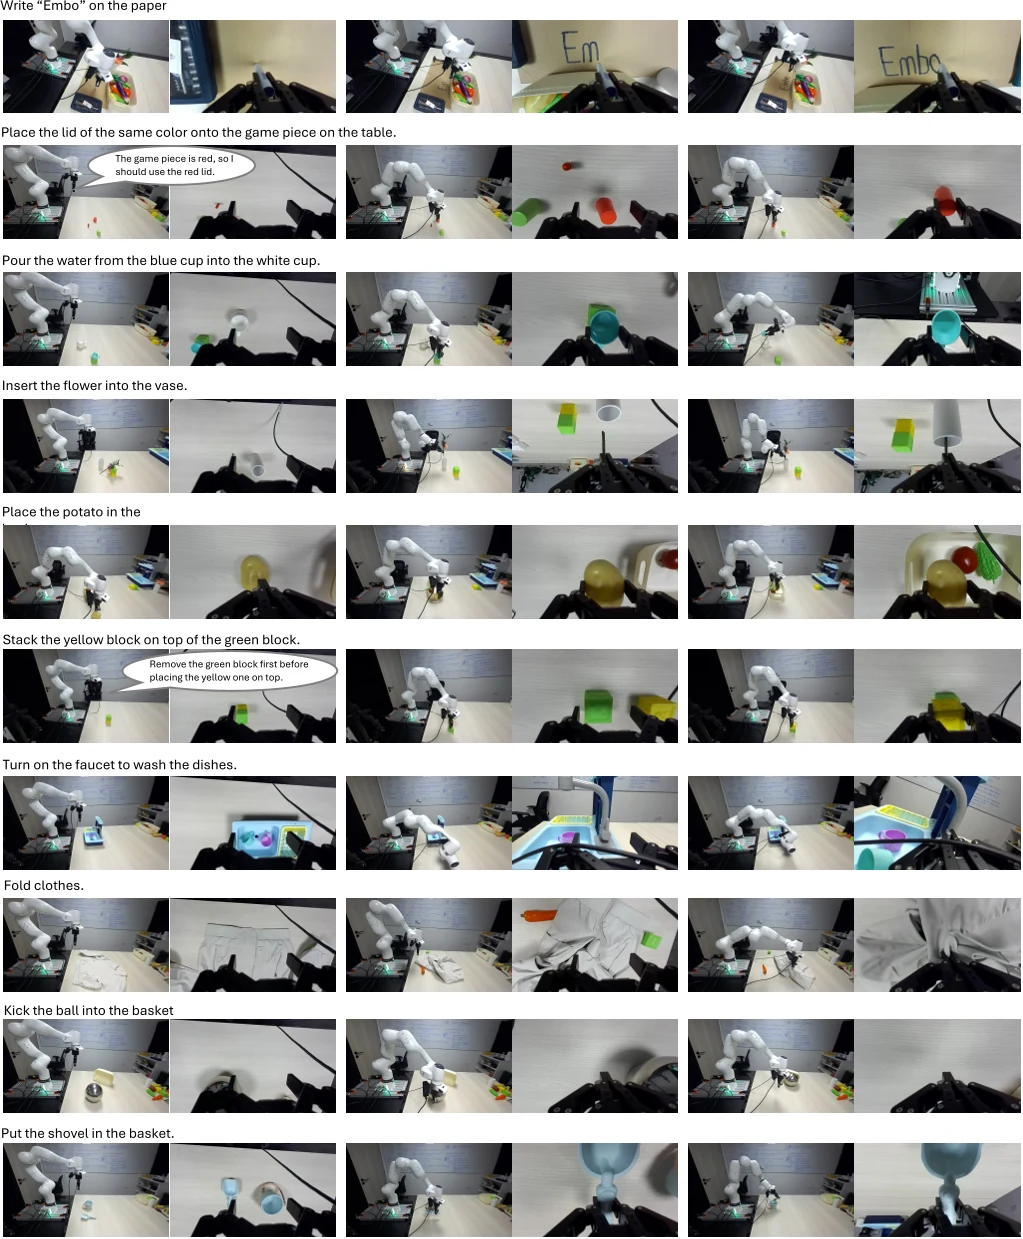 Write “Embo” on the paper
Em
Embo
Place the lid of the same color onto the game piece on the table.
The game piece is red, so I
should use the red lid.
Pour the water from the blue cup into the white cup.
Insert the flower into the vase.
Place the potato in the
Stack the yellow block on top of the green block.
Remove the green block first before
placing the yellow one on top.
Turn on the faucet to wash the dishes.
Fold clothes.
Kick the ball into the basket
Put the shovel in the basket.